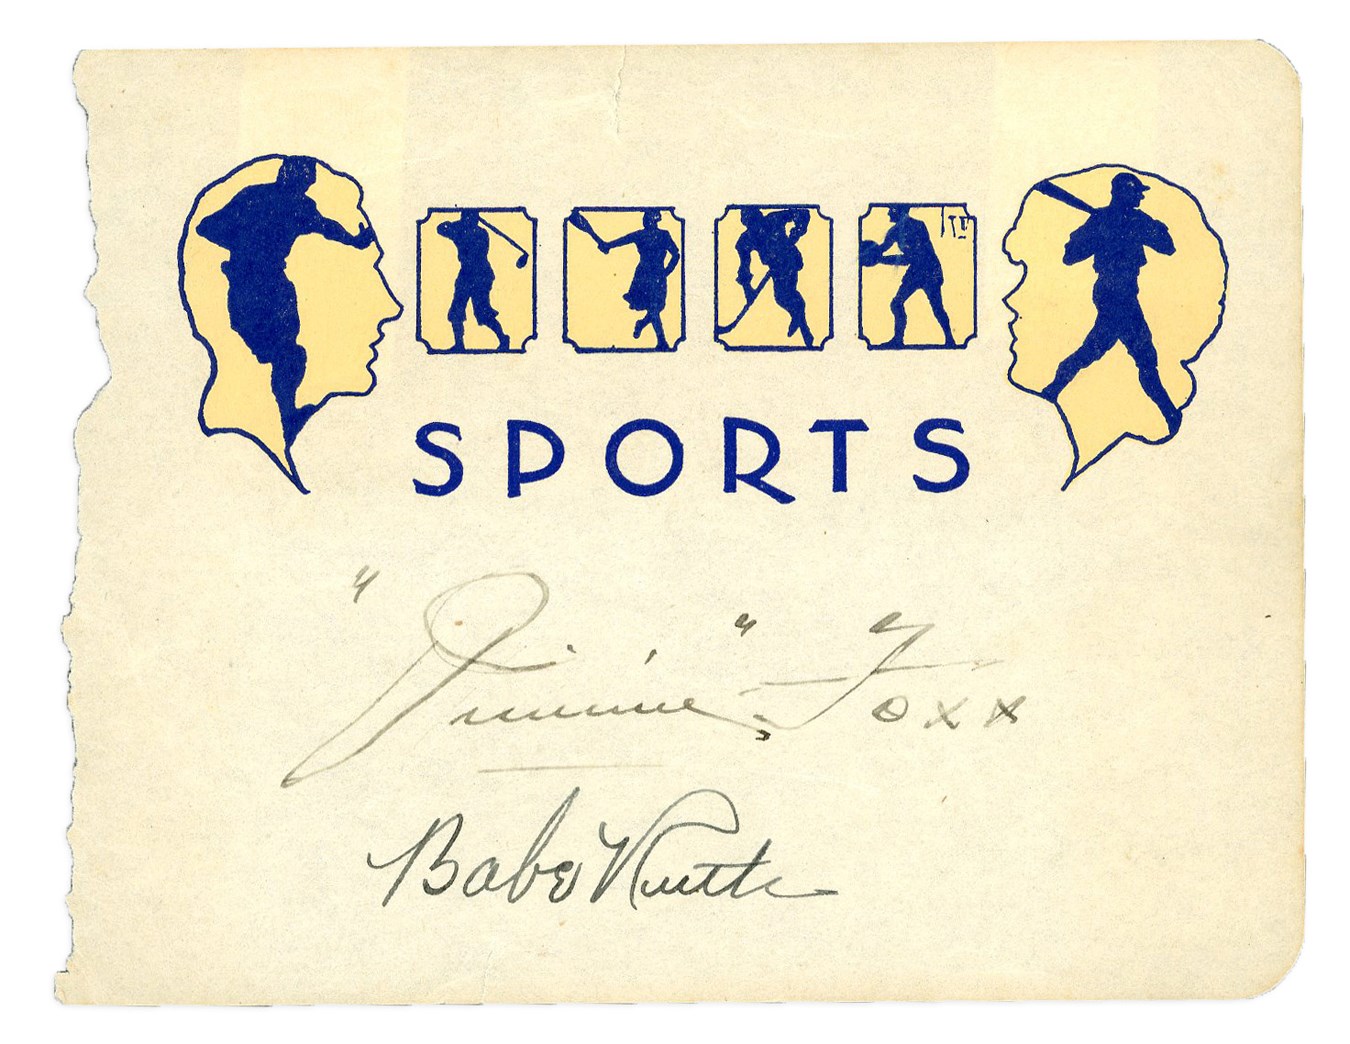 SPORTS
"Jimmie" Foxx
Babe Ruth